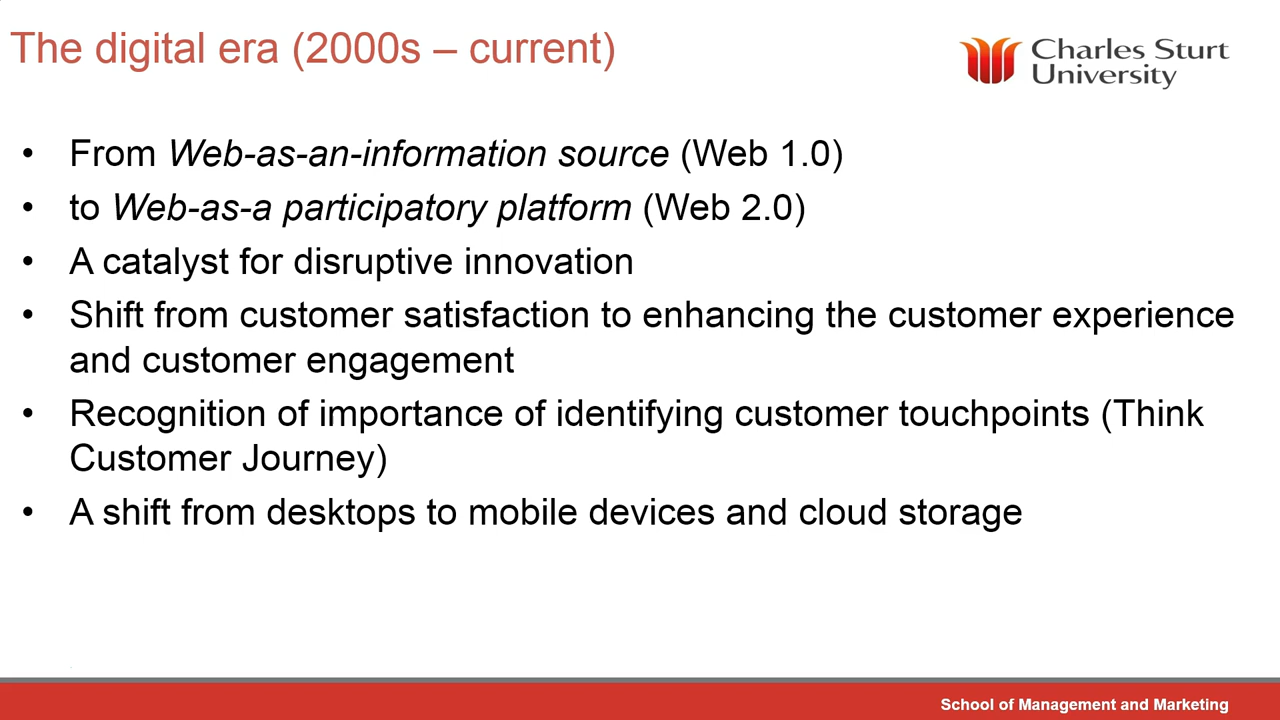 The digital era (2000s – current)
Charles Sturt
University
• From Web-as-an-information source (Web 1.0)
• to Web-as-a participatory platform (Web 2.0)
• A catalyst for disruptive innovation
• Shift from customer satisfaction to enhancing the customer experience
and customer engagement
• Recognition of importance of identifying customer touchpoints (Think
Customer Journey)
• A shift from desktops to mobile devices and cloud storage
School of Management and Marketing